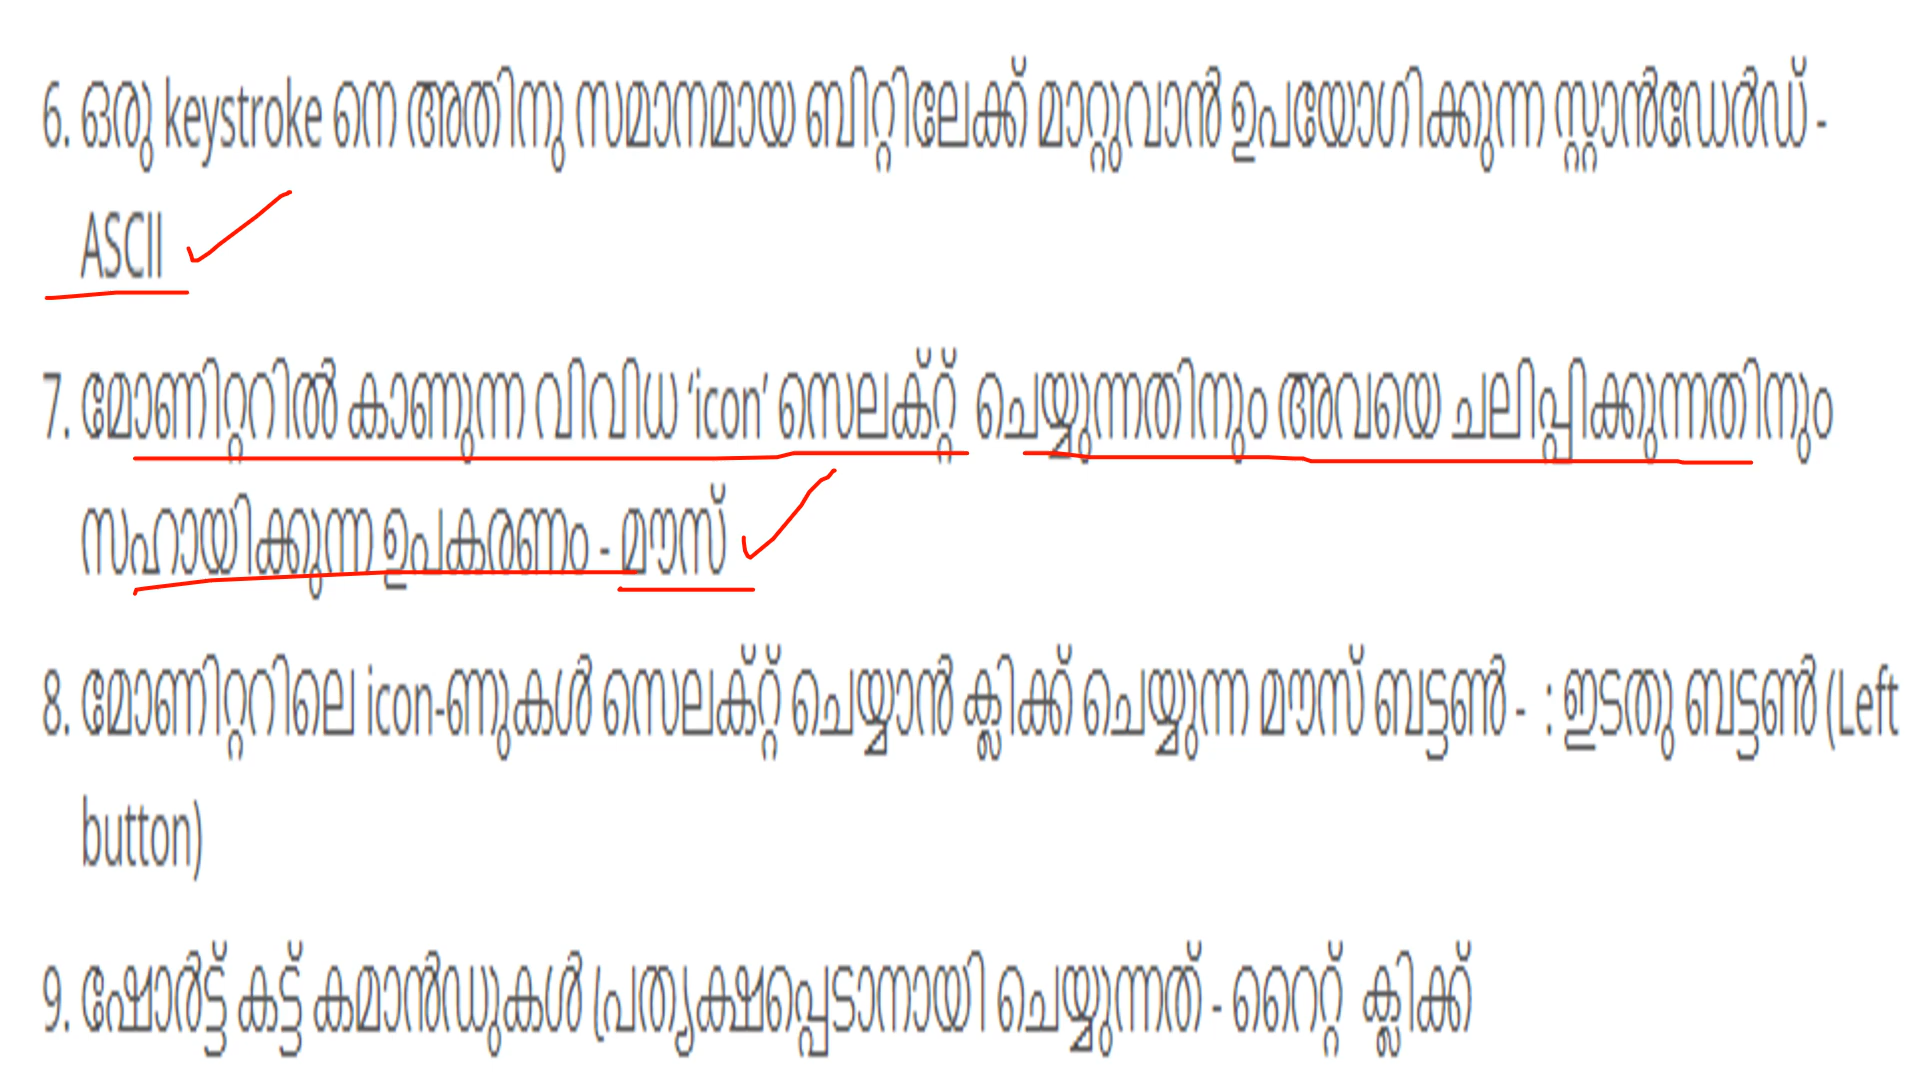 6. ഒരു keystroke നെ അതിനു സമാനമായ ബിറ്റിലേക്ക് മാറ്റുവാൻ ഉപയോഗിക്കുന്ന സ്റ്റാൻഡേർഡ് -
ASCII
7. മോണിറ്ററിൽ കാണുന്ന വിവിധ ‘icon’ സെലക്റ്റ് ചെയ്യുന്നതിനും അവയെ ചലിപ്പിക്കുന്നതിനും
സഹായിക്കുന്ന ഉപകരണം - മൗസ്
8. മോണിറ്ററിലെ icon-ണുകൾ സെലക്റ്റ് ചെയ്യാൻ ക്ലിക്ക് ചെയ്യുന്ന മൗസ് ബട്ടൺ - : ഇടതു ബട്ടൺ (Left
button)
9. ഷോർട്ട് കട്ട് കമാൻഡുകൾ പ്രത്യക്ഷപ്പെടാനായി ചെയ്യുന്നത് - റൈറ്റ് ക്ലിക്ക്